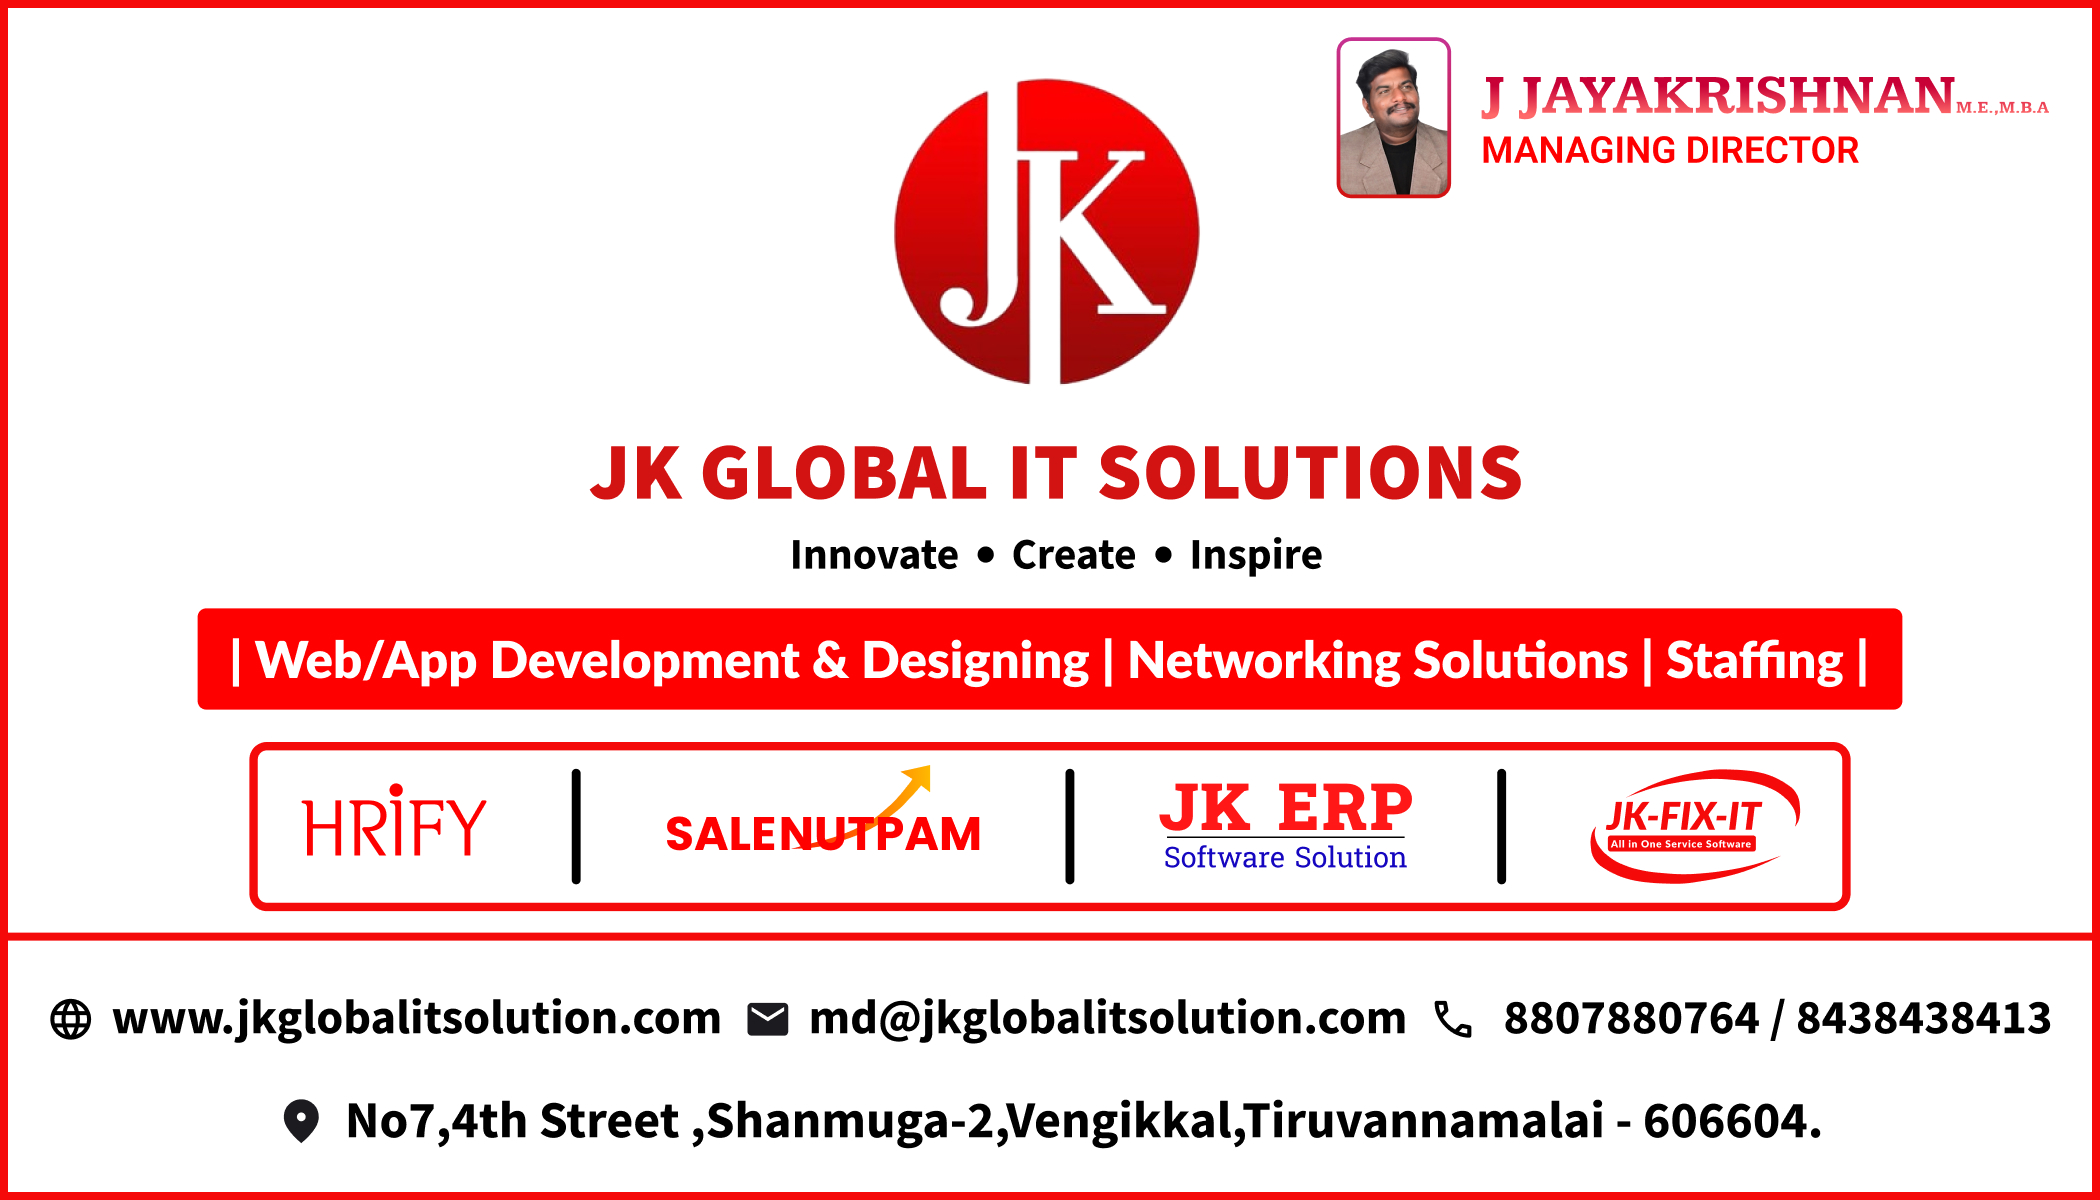 J JAYAKRISHNAN M.E.,M.B.A
MANAGING DIRECTOR
JK
JK GLOBAL IT SOLUTIONS
Innovate • Create • Inspire
| Web/App Development & Designing | Networking Solutions | Staffing |
HRiFY
SALENUTPAM
JK ERP
Software Solution
JK-FIX-IT
All in One Service Software
www.jkglobalitsolution.com md@jkglobalitsolution.com 8807880764 / 8438438413
No7,4th Street ,Shanmuga-2,Vengikkal,Tiruvannamalai - 606604.